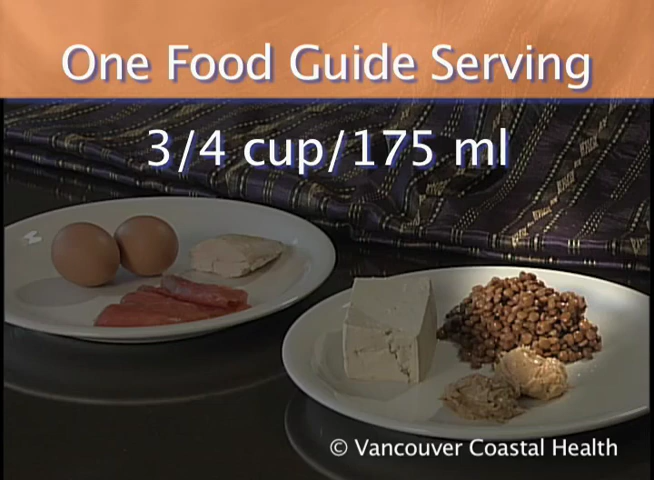 One Food Guide Serving
3/4 cup/175 ml
© Vancouver Coastal Health